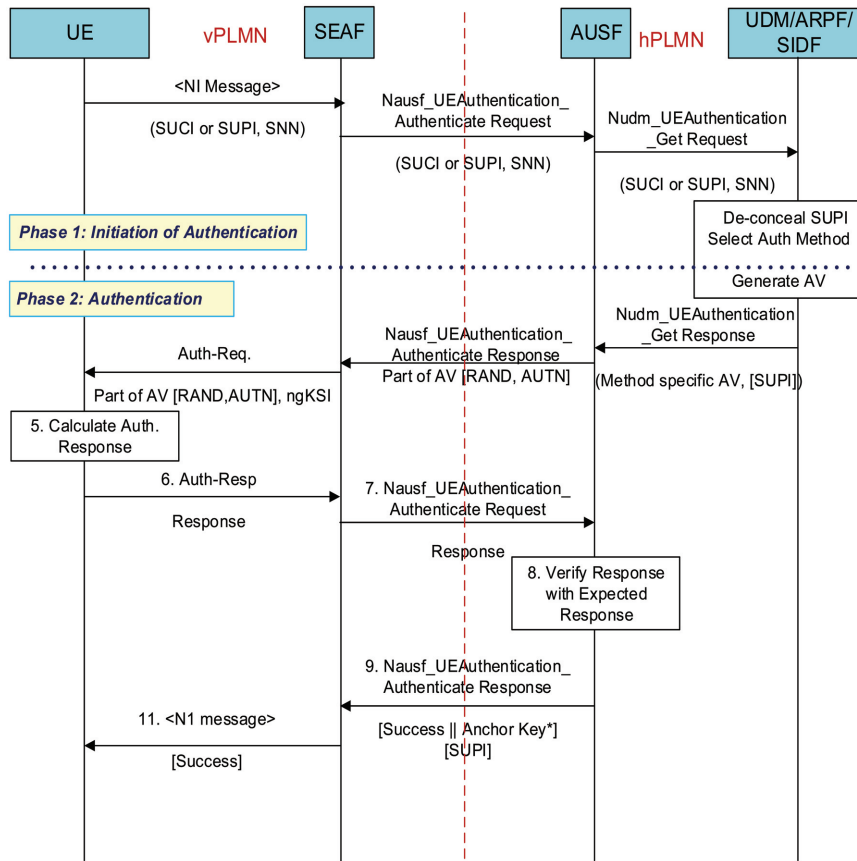 UE
vPLMN
SEAF
AUSF
hPLMN
UDM/ARPF/
SIDF
<NI Message>
(SUCI or SUPI, SNN)
Nausf_UEAuthentication_
Authenticate Request
(SUCI or SUPI, SNN)
Nudm_UEAuthentication
_Get Request
(SUCI or SUPI, SNN)
De-conceal SUPI
Select Auth Method
Phase 1: Initiation of Authentication
Generate AV
Phase 2: Authentication
Nudm_UEAuthentication
_Get Response
(Method specific AV, [SUPI])
Nausf_UEAuthentication_
Authenticate Response
Part of AV [RAND, AUTN]
Auth-Req.
Part of AV [RAND,AUTN], ngKSI
5. Calculate Auth.
Response
6. Auth-Resp
Response
7. Nausf_UEAuthentication_
Authenticate Request
Response
8. Verify Response
with Expected
Response
9. Nausf_UEAuthentication_
Authenticate Response
[Success || Anchor Key*]
[SUPI]
11. <N1 message>
[Success]